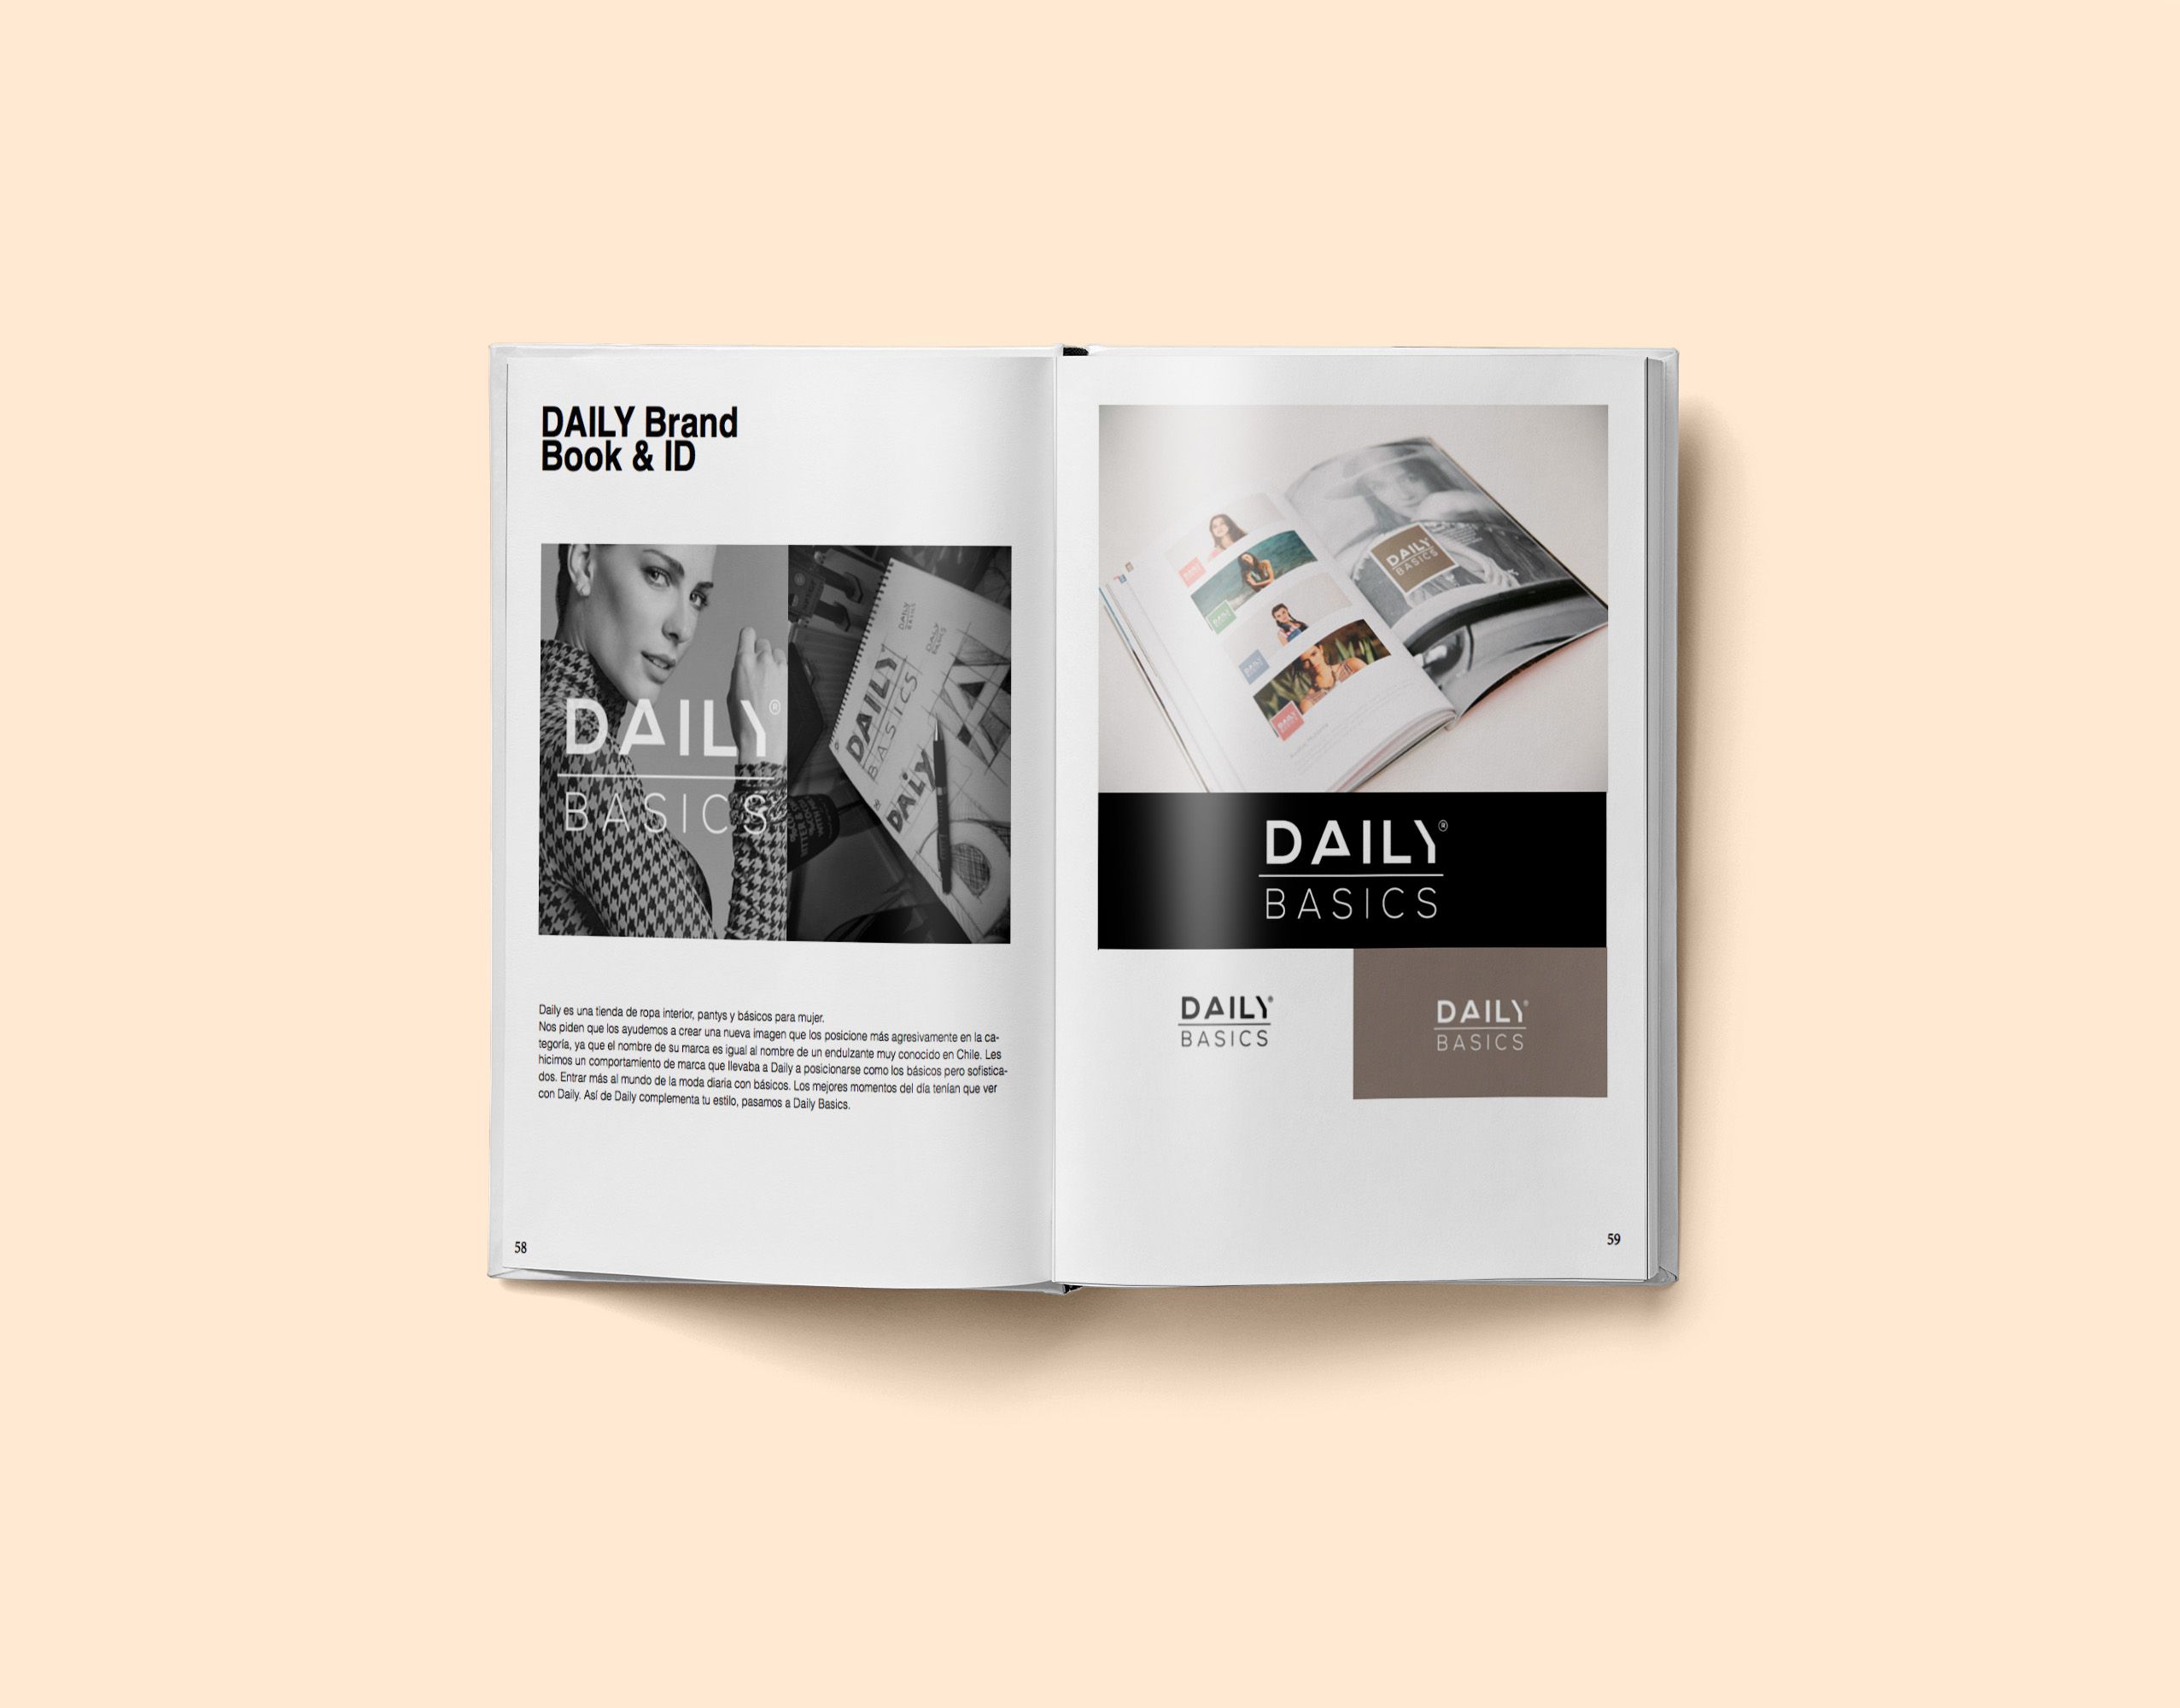 DAILY Brand
Book & ID
DAILY®
BASICS
DAILY
BASICS
DAILY
BASICS
DAILY
BASICS
DAILY
Daily es una tienda de ropa interior, pantys y básicos para mujer.
Nos piden que los ayudemos a crear una nueva imagen que los posicione más agresivamente en la ca-
tegoría, ya que el nombre de su marca es igual al nombre de un endulzante muy conocido en Chile. Les
hicimos un comportamiento de marca que llevaba a Daily a posicionarse como los básicos pero sofistica-
dos. Entrar más al mundo de la moda diaria con básicos. Los mejores momentos del día tenían que ver
con Daily. Así de Daily complementa tu estilo, pasamos a Daily Basics.
58
DAILY
BASICS
DAILY®
BASICS
DAILY®
BASICS
DAILY®
BASICS
59